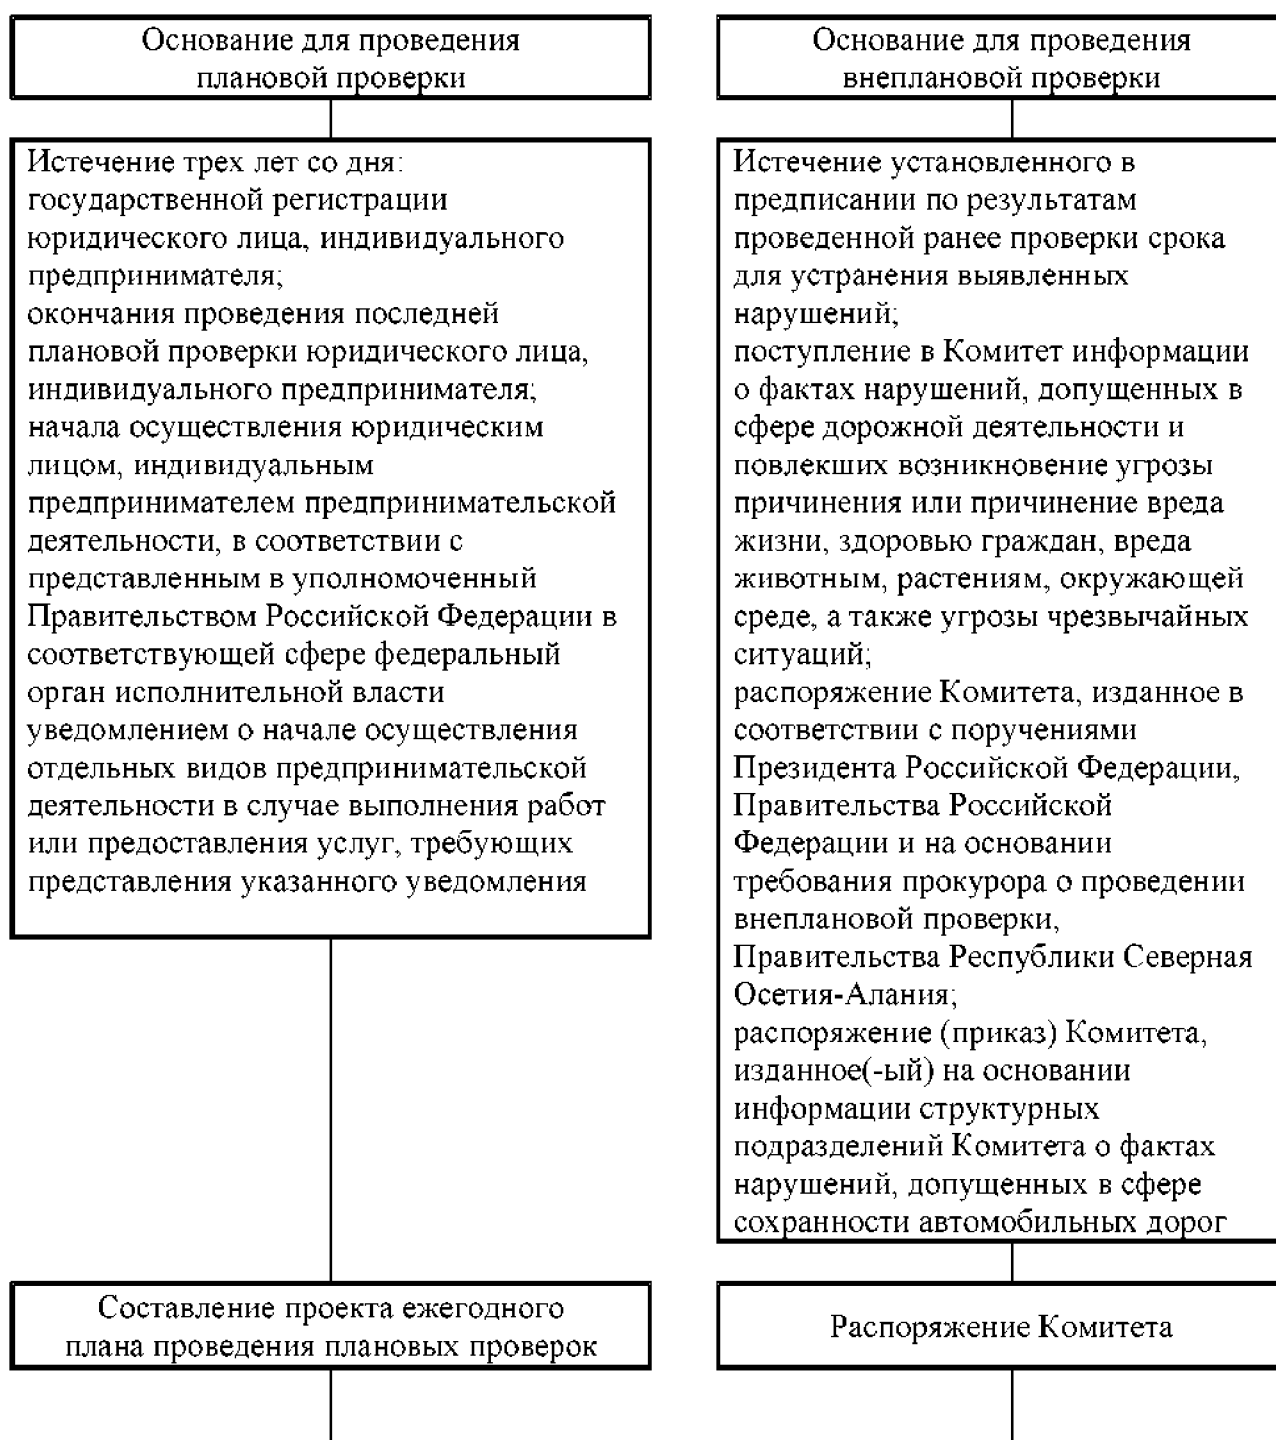 Основание для проведения
плановой проверки
Истечение трех лет со дня:
государственной регистрации
юридического лица, индивидуального
предпринимателя;
окончания проведения последней
плановой проверки юридического лица,
индивидуального предпринимателя;
начала осуществления юридическим
лицом, индивидуальным
предпринимателем предпринимательской
деятельности, в соответствии с
представленным в уполномоченный
Правительством Российской Федерации в
соответствующей сфере федеральный
орган исполнительной власти
уведомлением о начале осуществления
отдельных видов предпринимательской
деятельности в случае выполнения работ
или предоставления услуг, требующих
представления указанного уведомления
Составление проекта ежегодного
плана проведения плановых проверок
Основание для проведения
внеплановой проверки
Истечение установленного в
предписании по результатам
проведенной ранее проверки срока
для устранения выявленных
нарушений;
поступление в Комитет информации
о фактах нарушений, допущенных в
сфере дорожной деятельности и
повлекших возникновение угрозы
причинения или причинение вреда
жизни, здоровью граждан, вреда
животным, растениям, окружающей
среде, а также угрозы чрезвычайных
ситуаций;
распоряжение Комитета, изданное в
соответствии с поручениями
Президента Российской Федерации,
Правительства Российской
Федерации и на основании
требования прокурора о проведении
внеплановой проверки,
Правительства Республики Северная
Осетия-Алания;
распоряжение (приказ) Комитета,
изданное(-ый) на основании
информации структурных
подразделений Комитета о фактах
нарушений, допущенных в сфере
сохранности автомобильных дорог
Распоряжение Комитета